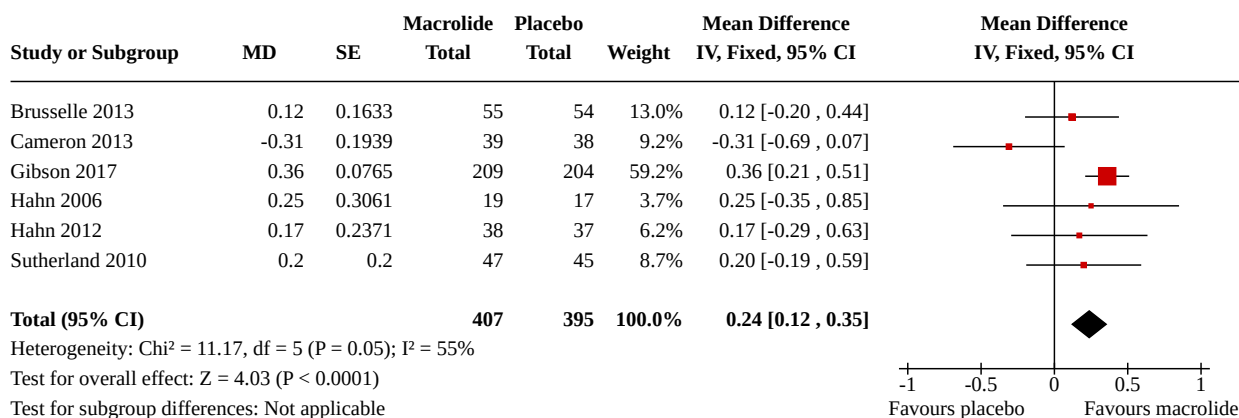 Macrolide Placebo Mean Difference Mean Difference
Study or Subgroup MD SE Total Total Weight IV, Fixed, 95% CI IV, Fixed, 95% CI
Brusselle 2013 0.12 0.1633 55 54 13.0% 0.12 [-0.20 , 0.44]
Cameron 2013 -0.31 0.1939 39 38 9.2% -0.31 [-0.69 , 0.07]
Gibson 2017 0.36 0.0765 209 204 59.2% 0.36 [0.21 , 0.51]
Hahn 2006 0.25 0.3061 19 17 3.7% 0.25 [-0.35 , 0.85]
Hahn 2012 0.17 0.2371 38 37 6.2% 0.17 [-0.29 , 0.63]
Sutherland 2010 0.2 0.2 47 45 8.7% 0.20 [-0.19 , 0.59]
Total (95% CI) 407 395 100.0% 0.24 [0.12 , 0.35]
Heterogeneity: Chi² = 11.17, df = 5 (P = 0.05); I² = 55%
Test for overall effect: Z = 4.03 (P < 0.0001)
-1 -0.5 0 0.5 1
Test for subgroup differences: Not applicable Favours placebo Favours macrolide